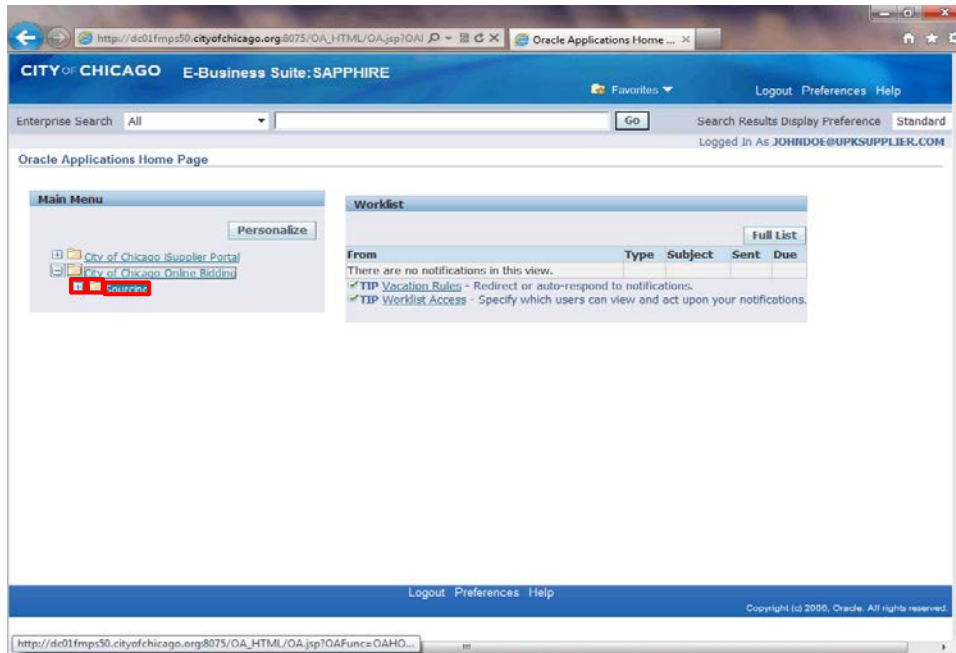 http://dc01fmps50.cityofchicago.org:8075/OA_HTML/OA.jsp?OAI
Oracle Applications Home ...
CITY OF CHICAGO E-Business Suite: SAPPHIRE
Favorites
Logout Preferences Help
Enterprise Search All Go Search Results Display Preference Standard
Logged In As JOHNDOE@UPKSUPPLIER.COM
Oracle Applications Home Page
Main Menu
Personalize
City of Chicago iSupplier Portal
City of Chicago Online Bidding
Sourcing
Worklist
Full List
From Type Subject Sent Due
There are no notifications in this view.
TIP Vacation Rules - Redirect or auto-respond to notifications.
TIP Worklist Access - Specify which users can view and act upon your notifications.
Logout Preferences Help
Copyright (c) 2006, Oracle. All rights reserved.
http://dc01fmps50.cityofchicago.org:8075/OA_HTML/OA.jsp?OAFunc=OAHO...